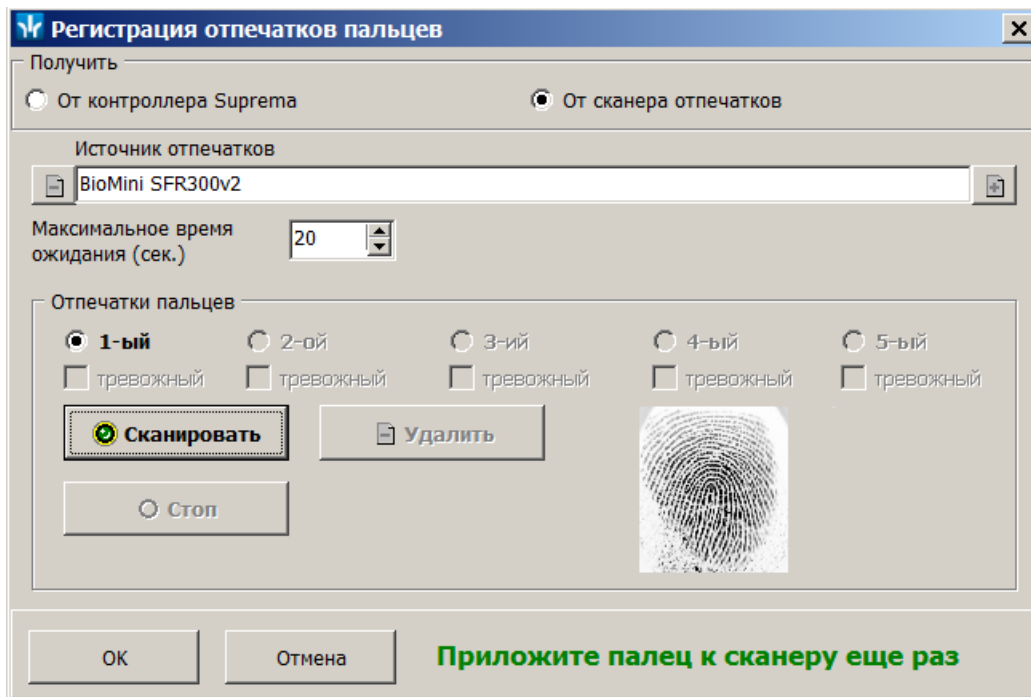 Регистрация отпечатков пальцев
Получить
От контроллера Suprema От сканера отпечатков
Источник отпечатков
BioMini SFR300v2
Максимальное время
ожидания (сек.)
20
Отпечатки пальцев
1-ый 2-ой 3-ий 4-ый 5-ый
тревожный тревожный тревожный тревожный тревожный
Сканировать Удалить
Стоп
ОК Отмена Приложите палец к сканеру еще раз